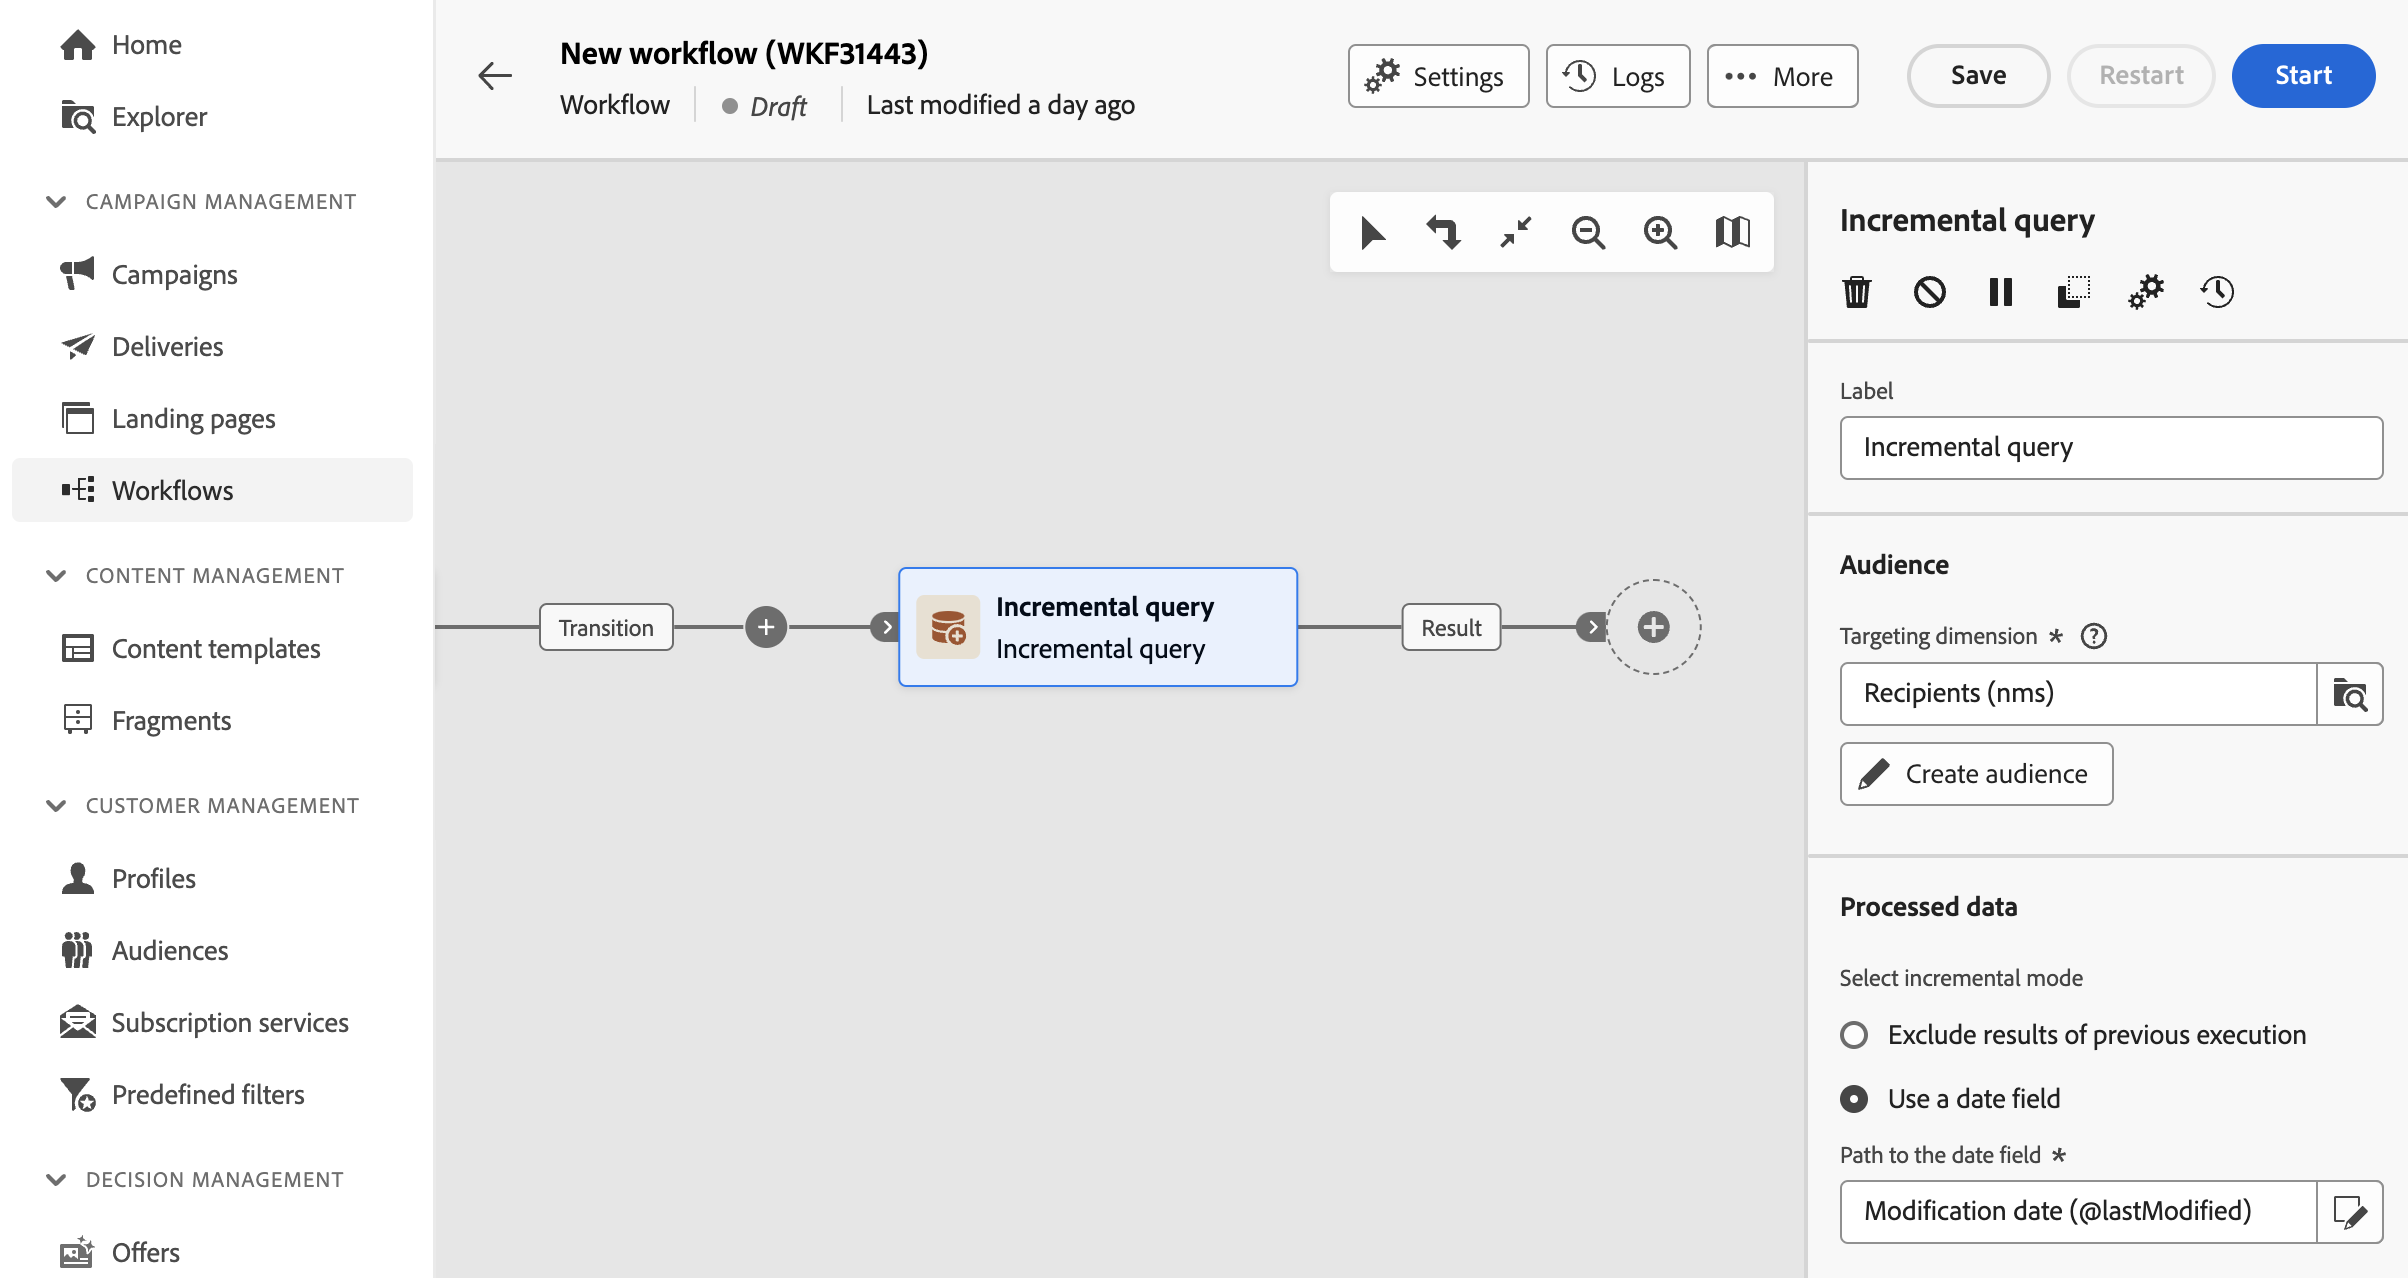 Home
Explorer
CAMPAIGN MANAGEMENT
Campaigns
Deliveries
Landing pages
Workflows
CONTENT MANAGEMENT
Content templates
Fragments
CUSTOMER MANAGEMENT
Profiles
Audiences
Subscription services
Predefined filters
DECISION MANAGEMENT
Offers
New workflow (WKF31443)
Workflow
Draft
Last modified a day ago
Settings
Logs
More
Save
Restart
Start
Transition
Incremental query
Incremental query
Result
Incremental query
Label
Incremental query
Audience
Targeting dimension *
Recipients (nms)
Create audience
Processed data
Select incremental mode
Exclude results of previous execution
Use a date field
Path to the date field *
Modification date (@lastModified)